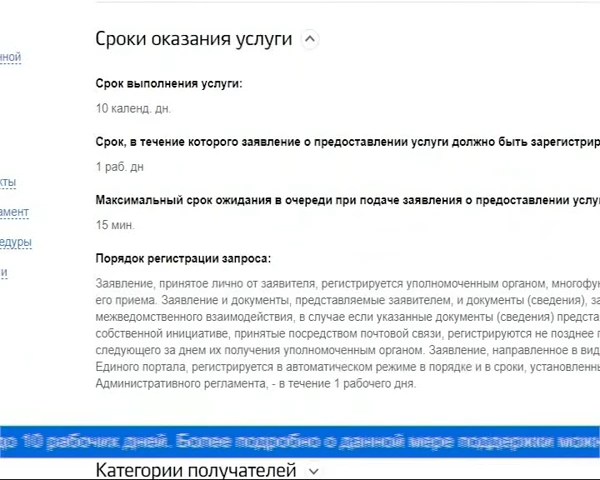 Сроки оказания услуги
нной
Срок выполнения услуги:
10 календ. дн.
Срок, в течение которого заявление о предоставлении услуги должно быть зарегистрир
1 раб. дн
кты
Максимальный срок ожидания в очереди при подаче заявления о предоставлении услу
амент
15 мин.
едуры
Порядок регистрации запроса:
и
Заявление, принятое лично от заявителя, регистрируется уполномоченным органом, многофу
его приема. Заявление и документы, представляемые заявителем, и документы (сведения), за
межведомственного взаимодействия, в случае если указанные документы (сведения) предста
собственной инициативе, принятые посредством почтовой связи, регистрируются не позднее
следующего за днем их получения уполномоченным органом. Заявление, направленное в вид
Единого портала, регистрируется в автоматическом режиме в порядке и в сроки, установленны
Административного регламента, - в течение 1 рабочего дня.
до 10 рабочих дней. Более подробно о данной мере поддержки можн
Категории получателей